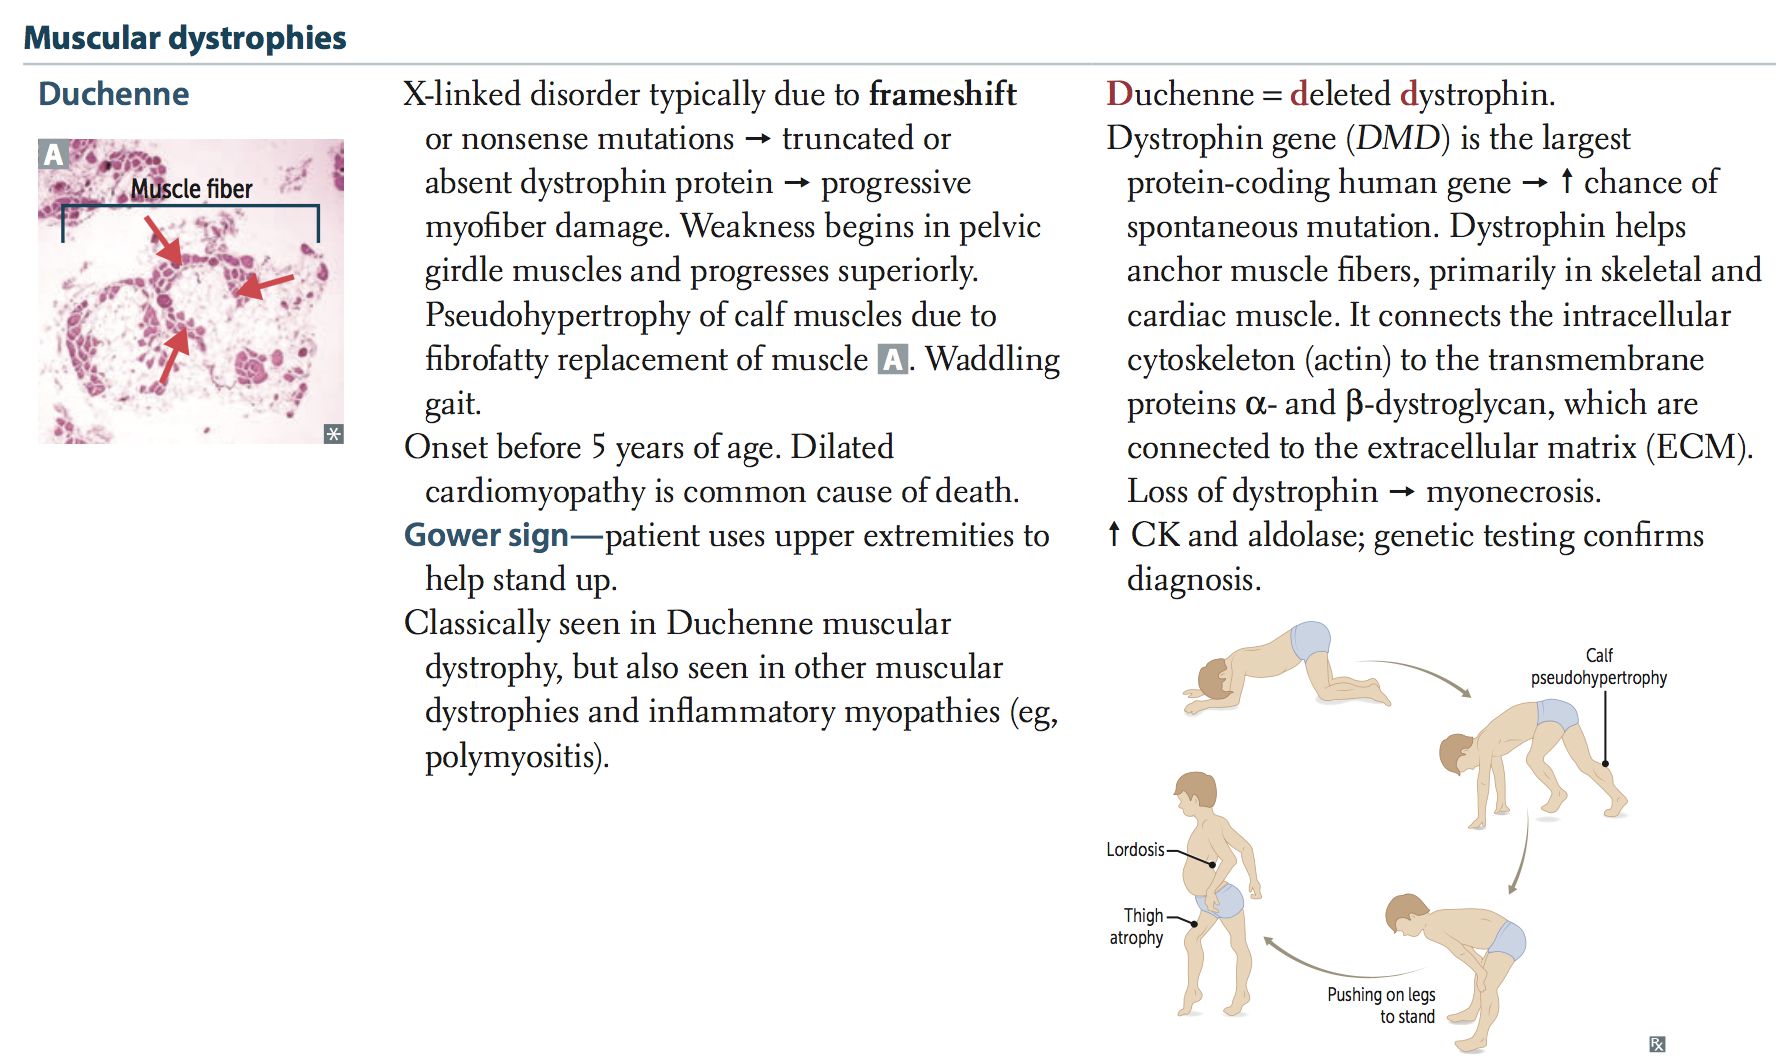 Muscular dystrophies
Duchenne
A
Muscle fiber
X-linked disorder typically due to frameshift
or nonsense mutations → truncated or
absent dystrophin protein → progressive
myofiber damage. Weakness begins in pelvic
girdle muscles and progresses superiorly.
Pseudohypertrophy of calf muscles due to
fibrofatty replacement of muscle A. Waddling
gait.
Onset before 5 years of age. Dilated
cardiomyopathy is common cause of death.
Gower sign—patient uses upper extremities to
help stand up.
Classically seen in Duchenne muscular
dystrophy, but also seen in other muscular
dystrophies and inflammatory myopathies (eg,
polymyositis).
Duchenne = deleted dystrophin.
Dystrophin gene (DMD) is the largest
protein-coding human gene → ↑ chance of
spontaneous mutation. Dystrophin helps
anchor muscle fibers, primarily in skeletal and
cardiac muscle. It connects the intracellular
cytoskeleton (actin) to the transmembrane
proteins α- and β-dystroglycan, which are
connected to the extracellular matrix (ECM).
Loss of dystrophin → myonecrosis.
↑ CK and aldolase; genetic testing confirms
diagnosis.
Calf
pseudohypertrophy
Lordosis
Thigh
atrophy
Pushing on legs
to stand
℞